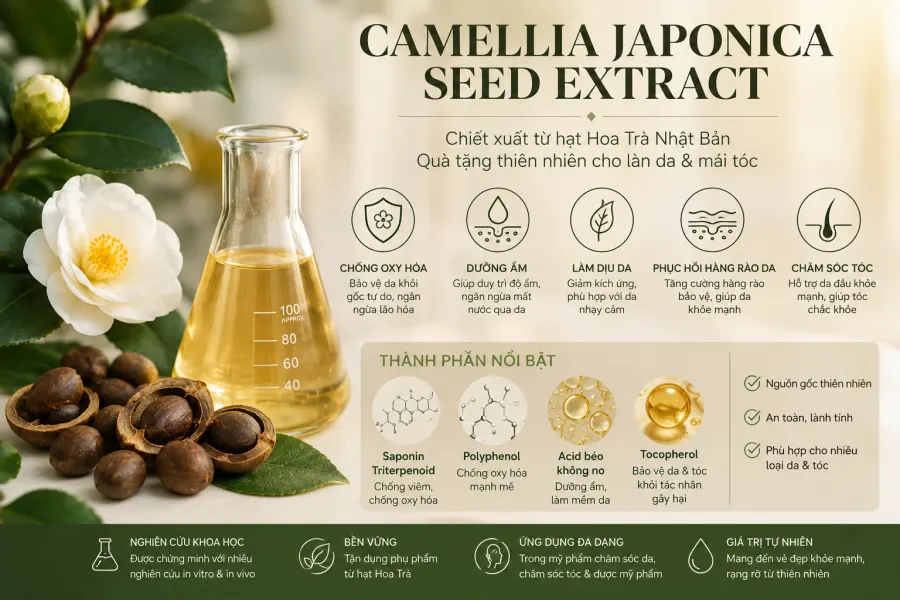 CAMELLIA JAPONICA
SEED EXTRACT
Chiết xuất từ hạt Hoa Trà Nhật Bản
Quà tặng thiên nhiên cho làn da & mái tóc
CHỐNG OXY HÓA
Bảo vệ da khỏi
gốc tự do, ngăn
ngừa lão hóa
DƯỠNG ẨM
Giúp duy trì độ ẩm,
ngăn ngừa mất
nước qua da
LÀM DỊU DA
Giảm kích ứng,
phù hợp với da
nhạy cảm
PHỤC HỒI HÀNG RÀO DA
Tăng cường hàng rào
bảo vệ, giúp da
khỏe mạnh
CHĂM SÓC TÓC
Hỗ trợ da đầu khỏe
mạnh, giúp tóc
chắc khỏe
100
APPROX.
80
60
40
THÀNH PHẦN NỔI BẬT
Saponin
Triterpenoid
Chống viêm,
chống oxy hóa
Polyphenol
Chống oxy hóa
mạnh mẽ
Acid béo
không no
Dưỡng ẩm,
làm mềm da
Tocopherol
Bảo vệ da & tóc
khỏi tác nhân
gây hại
Nguồn gốc thiên nhiên
An toàn, lành tính
Phù hợp cho nhiều
loại da & tóc
NGHIÊN CỨU KHOA HỌC
Được chứng minh với nhiều
nghiên cứu in vitro & in vivo
BỀN VỮNG
Tận dụng phụ phẩm
từ hạt Hoa Trà
ỨNG DỤNG ĐA DẠNG
Trong mỹ phẩm chăm sóc da,
chăm sóc tóc & dược mỹ phẩm
GIÁ TRỊ TỰ NHIÊN
Mang đến vẻ đẹp khỏe mạnh,
rạng rỡ từ thiên nhiên